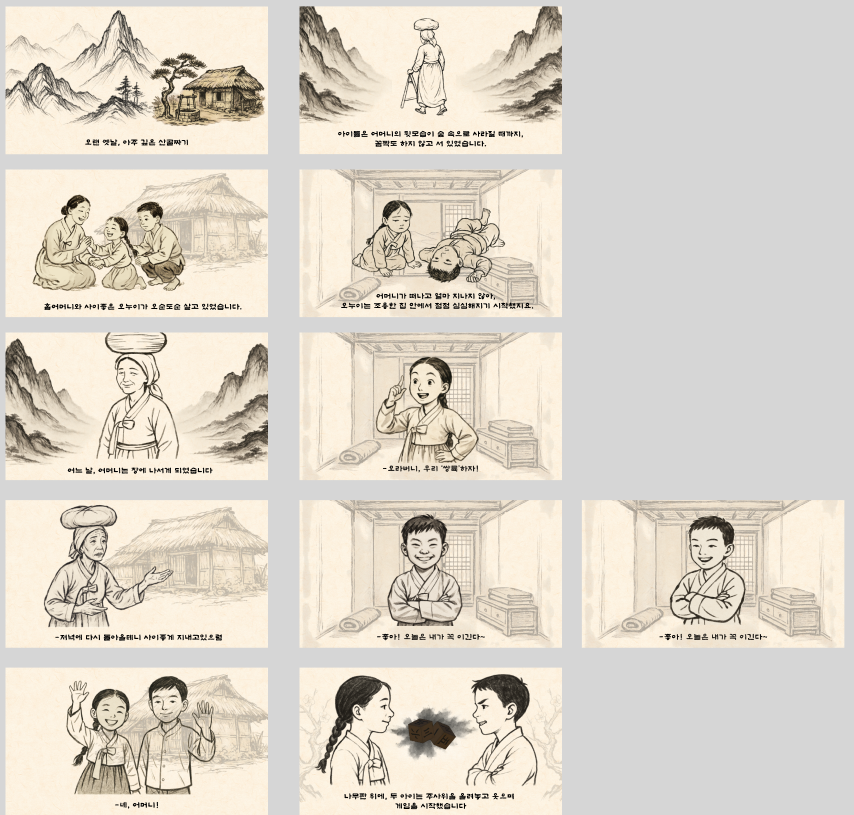 오랜 옛날, 아주 깊은 산골짜기
홀어머니와 사이좋은 오누이가 오순도순 살고 있었습니다.
어느 날, 어머니는 장에 나서게 되었습니다
-저녁에 다시 돌아올테니 사이좋게 지내고있으렴
-네, 어머니!
아이들은 어머니의 뒷모습이 숲 속으로 사라질 때까지,
꼼짝도 하지 않고 서 있었습니다.
어머니가 떠나고 얼마 지나지 않아,
오누이는 조용한 집 안에서 점점 심심해지기 시작했지요.
-오라버니, 우리 '쌍륙'하자!
-좋아! 오늘은 내가 꼭 이긴다~
-좋아! 오늘은 내가 꼭 이긴다~
나무판 위에, 두 아이는 주사위를 올려놓고 웃으며
게임을 시작했습니다